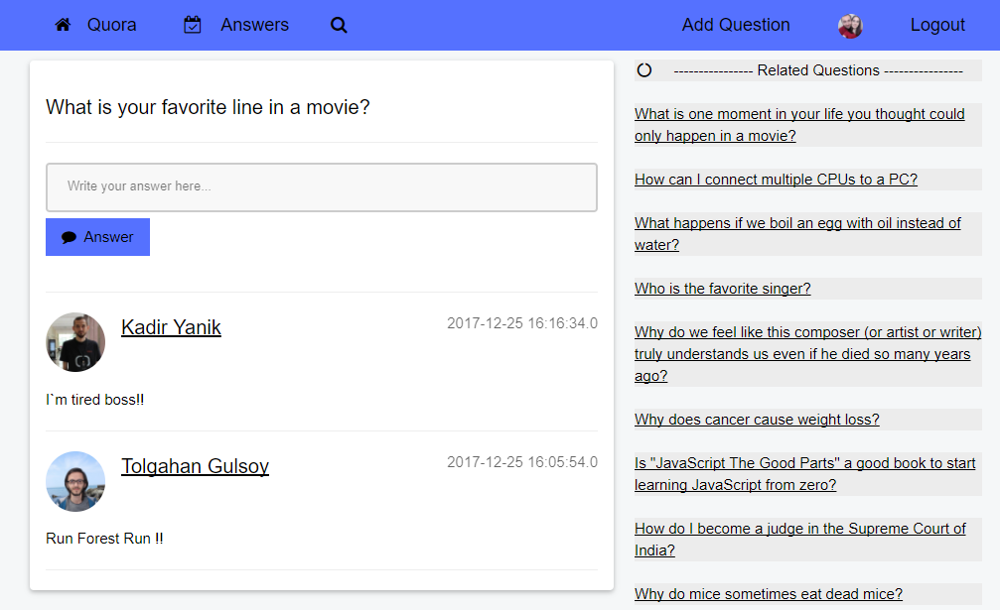 Quora Answers Add Question Logout
What is your favorite line in a movie?
Write your answer here...
Answer
Kadir Yanik 2017-12-25 16:16:34.0
I`m tired boss!!
Tolgahan Gulsoy 2017-12-25 16:05:54.0
Run Forest Run !!
---------------- Related Questions ----------------
What is one moment in your life you thought could
only happen in a movie?
How can I connect multiple CPUs to a PC?
What happens if we boil an egg with oil instead of
water?
Who is the favorite singer?
Why do we feel like this composer (or artist or writer)
truly understands us even if he died so many years
ago?
Why does cancer cause weight loss?
Is "JavaScript The Good Parts" a good book to start
learning JavaScript from zero?
How do I become a judge in the Supreme Court of
India?
Why do mice sometimes eat dead mice?